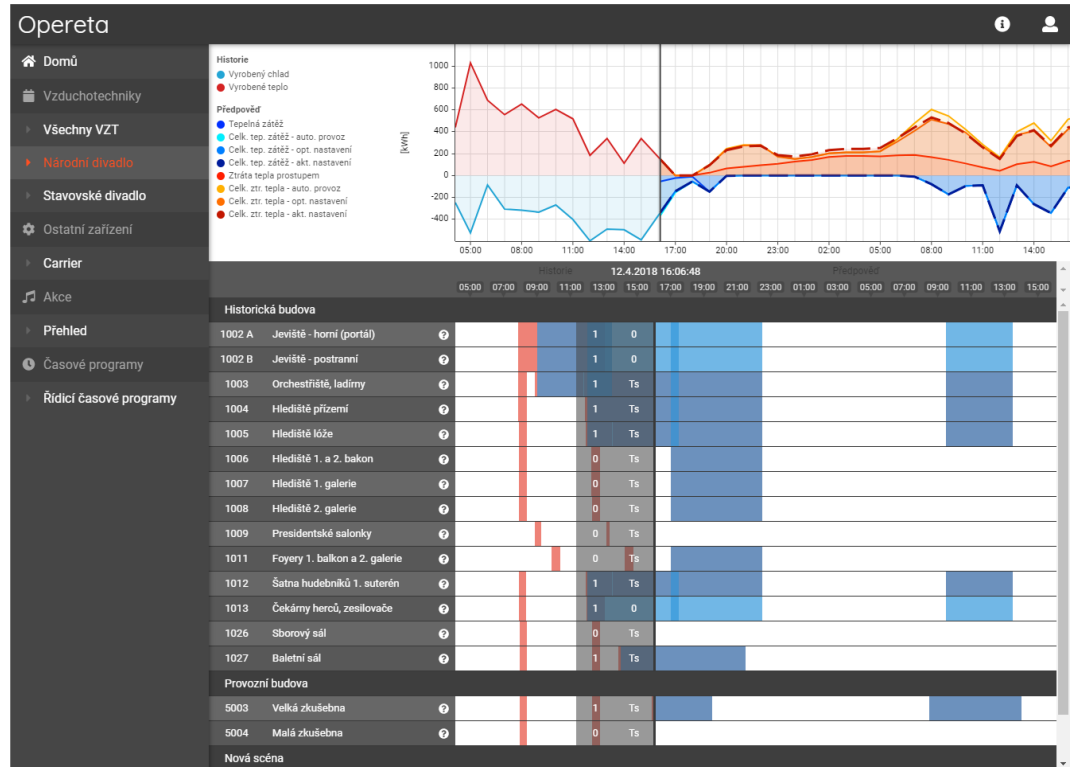 Opereta
Domů
Vzduchotechniky
Všechny VZT
Národní divadlo
Stavovské divadlo
Ostatní zařízení
Carrier
Akce
Přehled
Časové programy
Řídicí časové programy
Historie
Vyrobený chlad
Vyrobené teplo
Předpověď
Tepelná zátěž
Celk. tep. zátěž - auto. provoz
Celk. tep. zátěž - opt. nastavení
Celk. tep. zátěž - akt. nastavení
Ztráta tepla prostupem
Celk. ztr. tepla - auto. provoz
Celk. ztr. tepla - opt. nastavení
Celk. ztr. tepla - akt. nastavení
[kWh]
1000
800
600
400
200
0
-200
-400
05:00 08:00 11:00 14:00 17:00 20:00 23:00 02:00 05:00 08:00 11:00 14:00
Historie 12.4.2018 16:06:48 Předpověď
05:00 07:00 09:00 11:00 13:00 15:00 17:00 19:00 21:00 23:00 01:00 03:00 05:00 07:00 09:00 11:00 13:00 15:00
Historická budova
1002 A Jeviště - horní (portál) ? 1 0
1002 B Jeviště - postranní ? 1 0
1003 Orchestřiště, ladírny ? 1 Ts
1004 Hlediště přízemí ? 1 Ts
1005 Hlediště lóže ? 1 Ts
1006 Hlediště 1. a 2. bakon ? 0 Ts
1007 Hlediště 1. galerie ? 0 Ts
1008 Hlediště 2. galerie ? 0 Ts
1009 Presidentské salonky ? 0 Ts
1011 Foyery 1. balkon a 2. galerie ? 0 Ts
1012 Šatna hudebníků 1. suterén ? 1 Ts
1013 Čekárny herců, zesilovače ? 1 0
1026 Sborový sál ? 0 Ts
1027 Baletní sál ? 1 Ts
Provozní budova
5003 Velká zkušebna ? 1 Ts
5004 Malá zkušebna ? 0 Ts
Nová scéna